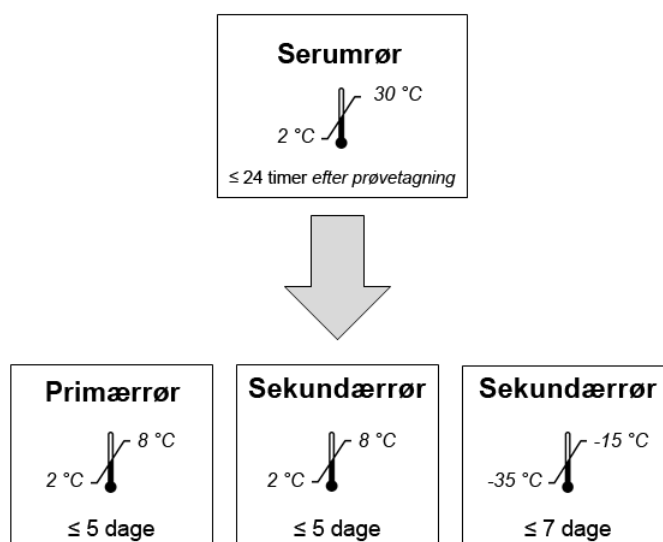 Serumrør
30 °C
2 °C
≤ 24 timer efter prøvetagning
Primærrør
8 °C
2 °C
≤ 5 dage
Sekundærrør
8 °C
2 °C
≤ 5 dage
Sekundærrør
-15 °C
-35 °C
≤ 7 dage